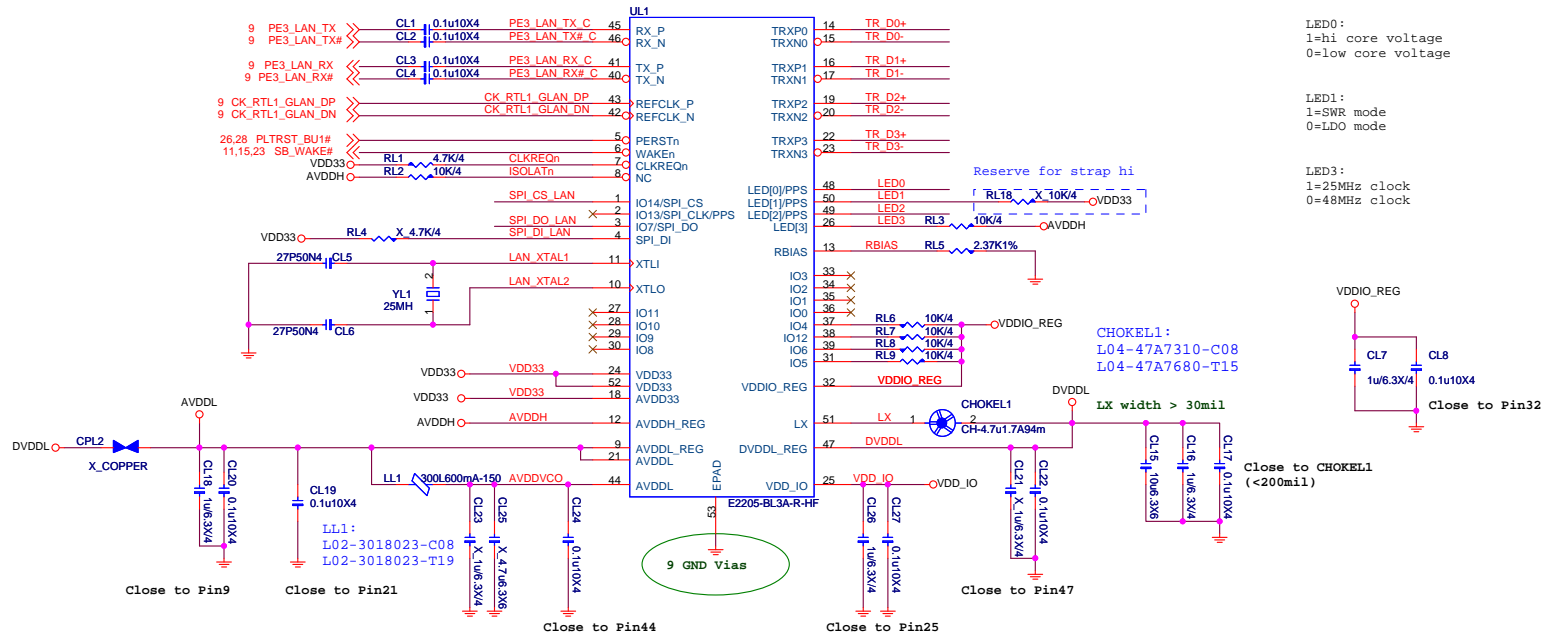 UL1
9 PE3_LAN_TX CL1 0.1u10X4 PE3_LAN_TX_C 45 RX_P
9 PE3_LAN_TX# CL2 0.1u10X4 PE3_LAN_TX#_C 46 RX_N
9 PE3_LAN_RX CL3 0.1u10X4 PE3_LAN_RX_C 41 TX_P
9 PE3_LAN_RX# CL4 0.1u10X4 PE3_LAN_RX#_C 40 TX_N
9 CK_RTL1_GLAN_DP CK_RTL1_GLAN_DP 43 REFCLK_P
9 CK_RTL1_GLAN_DN CK_RTL1_GLAN_DN 42 REFCLK_N
26,28 PLTRST_BU1# 5 PERSTn
11,15,23 SB_WAKE# 6 WAKEn
VDD33 RL1 4.7K/4 CLKREQn 7 CLKREQn
AVDDH RL2 10K/4 ISOLATn 8 NC
SPI_CS_LAN 1 IO14/SPI_CS
2 IO13/SPI_CLK/PPS
SPI_DO_LAN 3 IO7/SPI_DO
VDD33 RL4 X_4.7K/4 SPI_DI_LAN 4 SPI_DI
27P50N4 CL5 LAN_XTAL1 11 XTLI
YL1 25MH 2 1
LAN_XTAL2 10 XTLO
27P50N4 CL6
27 IO11
28 IO10
29 IO9
30 IO8
VDD33 VDD33 24 VDD33
52 VDD33
VDD33 VDD33 18 AVDD33
AVDDH AVDDH 12 AVDDH_REG
AVDDL
DVDDL CPL2 X_COPPER 9 AVDDL_REG
21 AVDDL
LL1 300L600mA-150 AVDDVCO 44 AVDDL
CL18 1u/6.3X/4
CL20 0.1u10X4
CL19 0.1u10X4
LL1:
L02-3018023-C08
L02-3018023-T19
CL23 X_1u/6.3X/4
CL25 X_4.7u6.3X6
CL24 0.1u10X4
Close to Pin9
Close to Pin21
Close to Pin44
EPAD
53
9 GND Vias
E2205-BL3A-R-HF
TRXP0 14 TR_D0+
TRXN0 15 TR_D0-
TRXP1 16 TR_D1+
TRXN1 17 TR_D1-
TRXP2 19 TR_D2+
TRXN2 20 TR_D2-
TRXP3 22 TR_D3+
TRXN3 23 TR_D3-
Reserve for strap hi
LED[0]/PPS 48 LED0
LED[1]/PPS 50 LED1 RL18 X_10K/4 VDD33
LED[2]/PPS 49 LED2
LED[3] 26 LED3 RL3 10K/4 AVDDH
RBIAS 13 RBIAS RL5 2.37K1%
IO3 33
IO2 34
IO1 35
IO0 36
IO4 37 RL6 10K/4 VDDIO_REG
IO12 38 RL7 10K/4
IO6 39 RL8 10K/4
IO5 31 RL9 10K/4
VDDIO_REG 32 VDDIO_REG
LX 51 LX 1 CHOKEL1 2 CH-4.7u1.7A94m
DVDDL
LX width > 30mil
DVDDL_REG 47 DVDDL
VDD_IO 25 VDD_IO VDD_IO
CHOKEL1:
L04-47A7310-C08
L04-47A7680-T15
CL26 1u/6.3X/4
CL27 0.1u10X4
CL21 X_1u/6.3X/4
CL22 0.1u10X4
CL15 10u6.3X6
CL16 1u/6.3X/4
CL17 0.1u10X4
Close to CHOKEL1
(<200mil)
Close to Pin47
Close to Pin25
LED0:
1=hi core voltage
0=low core voltage
LED1:
1=SWR mode
0=LDO mode
LED3:
1=25MHz clock
0=48MHz clock
VDDIO_REG
CL7 1u/6.3X/4
CL8 0.1u10X4
Close to Pin32